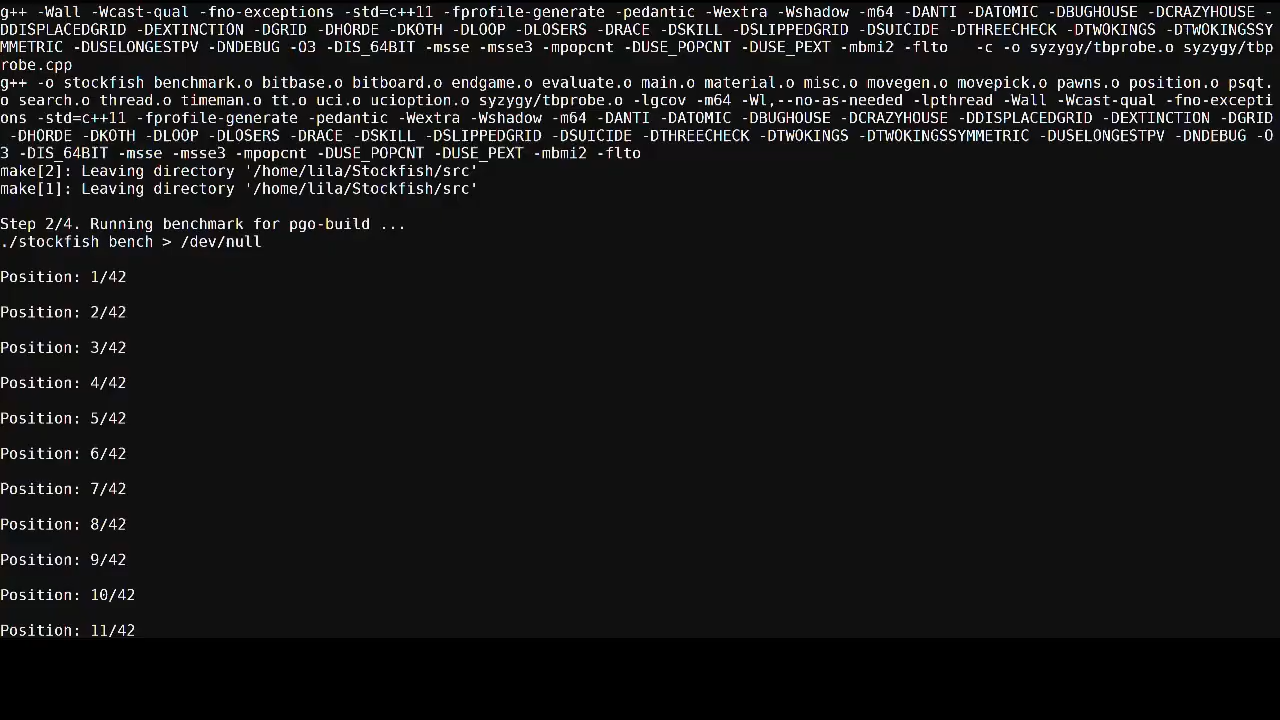 g++ -Wall -Wcast-qual -fno-exceptions -std=c++11 -fprofile-generate -pedantic -Wextra -Wshadow -m64 -DANTI -DATOMIC -DBUGHOUSE -DCRAZYHOUSE -
DDISPLACEDGRID -DEXTINCTION -DGRID -DHORDE -DKOTH -DLOOP -DLOSERS -DRACE -DSKILL -DSLIPPEDGRID -DSUICIDE -DTHREECHECK -DTWOKINGS -DTWOKINGSSY
MMETRIC -DUSELONGESTPV -DNDEBUG -O3 -DIS_64BIT -msse -msse3 -mpopcnt -DUSE_POPCNT -DUSE_PEXT -mbmi2 -flto   -c -o syzygy/tbprobe.o syzygy/tbp
robe.cpp
g++ -o stockfish benchmark.o bitbase.o bitboard.o endgame.o evaluate.o main.o material.o misc.o movegen.o movepick.o pawns.o position.o psqt.
o search.o thread.o timeman.o tt.o uci.o ucioption.o syzygy/tbprobe.o -lgcov -m64 -Wl,--no-as-needed -lpthread -Wall -Wcast-qual -fno-excepti
ons -std=c++11 -fprofile-generate -pedantic -Wextra -Wshadow -m64 -DANTI -DATOMIC -DBUGHOUSE -DCRAZYHOUSE -DDISPLACEDGRID -DEXTINCTION -DGRID
 -DHORDE -DKOTH -DLOOP -DLOSERS -DRACE -DSKILL -DSLIPPEDGRID -DSUICIDE -DTHREECHECK -DTWOKINGS -DTWOKINGSSYMMETRIC -DUSELONGESTPV -DNDEBUG -O
3 -DIS_64BIT -msse -msse3 -mpopcnt -DUSE_POPCNT -DUSE_PEXT -mbmi2 -flto
make[2]: Leaving directory '/home/lila/Stockfish/src'
make[1]: Leaving directory '/home/lila/Stockfish/src'
Step 2/4. Running benchmark for pgo-build ...
./stockfish bench > /dev/null
Position: 1/42
Position: 2/42
Position: 3/42
Position: 4/42
Position: 5/42
Position: 6/42
Position: 7/42
Position: 8/42
Position: 9/42
Position: 10/42
Position: 11/42